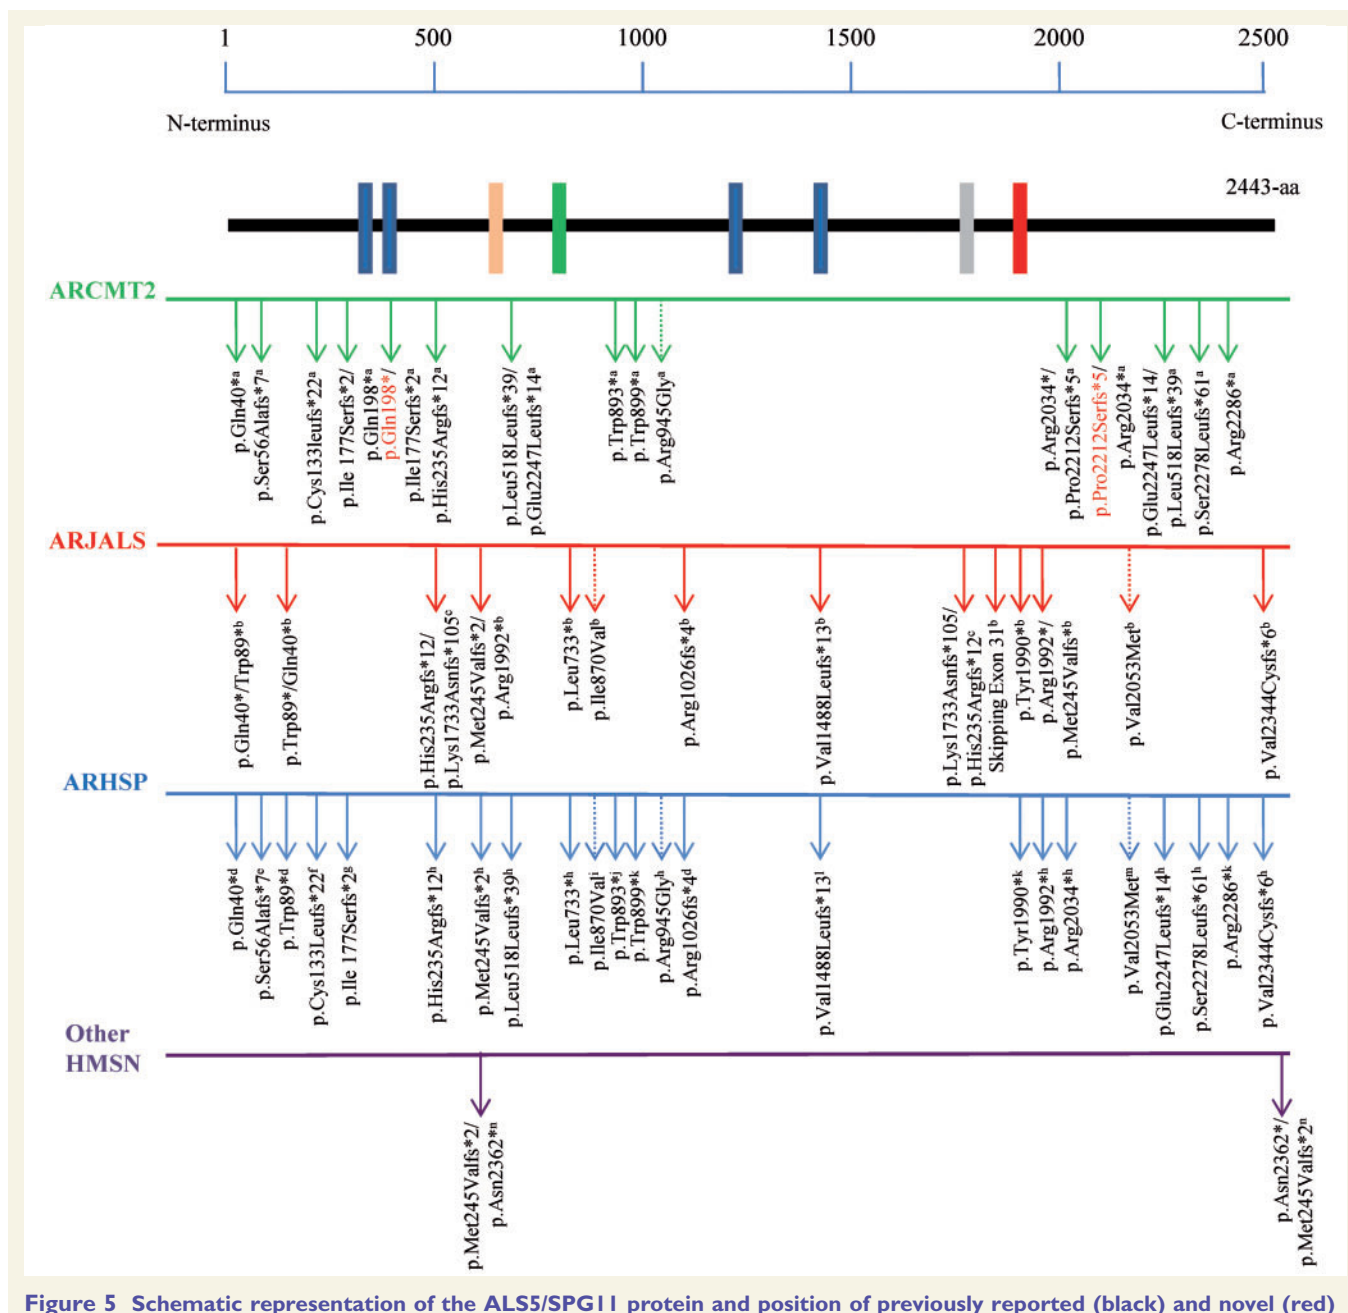 1 500 1000 1500 2000 2500
N-terminus C-terminus
2443-aa
ARCMT2
p.Gln40*ᵃ
p.Ser56Alafs*7ᵃ
p.Cys133leufs*22ᵃ
p.Ile 177Serfs*2/
p.Gln198*ᵃ
p.Gln198*/
p.Ile177Serfs*2ᵃ
p.His235Argfs*12ᵃ
p.Leu518Leufs*39/
p.Glu2247Leufs*14ᵃ
p.Trp893*ᵃ
p.Trp899*ᵃ
p.Arg945Glyᵃ
p.Arg2034*/
p.Pro2212Serfs*5ᵃ
p.Pro2212Serfs*5/
p.Arg2034*ᵃ
p.Glu2247Leufs*14/
p.Leu518Leufs*39ᵃ
p.Ser2278Leufs*61ᵃ
p.Arg2286*ᵃ
ARJALS
p.Gln40*/Trp89*ᵇ
p.Trp89*/Gln40*ᵇ
p.His235Argfs*12/
p.Lys1733Asnfs*105ᶜ
p.Met245Valfs*2/
p.Arg1992*ᵇ
p.Leu733*ᵇ
p.Ile870Valᵇ
p.Arg1026fs*4ᵇ
p.Val1488Leufs*13ᵇ
p.Lys1733Asnfs*105/
p.His235Argfs*12ᶜ
Skipping Exon 31ᵇ
p.Tyr1990*ᵇ
p.Arg1992*/
p.Met245Valfs*ᵇ
p.Val2053Metᵇ
p.Val2344Cysfs*6ᵇ
ARHSP
p.Gln40*ᵈ
p.Ser56Alafs*7ᵉ
p.Trp89*ᵈ
p.Cys133Leufs*22ᶠ
p.Ile 177Serfs*2ᵍ
p.His235Argfs*12ʰ
p.Met245Valfs*2ʰ
p.Leu518Leufs*39ʰ
p.Leu733*ʰ
p.Ile870Valⁱ
p.Trp893*ʲ
p.Trp899*ᵏ
p.Arg945Glyʰ
p.Arg1026fs*4ᵈ
p.Val1488Leufs*13ˡ
p.Tyr1990*ᵏ
p.Arg1992*ʰ
p.Arg2034*ʰ
p.Val2053Metᵐ
p.Glu2247Leufs*14ʰ
p.Ser2278Leufs*61ʰ
p.Arg2286*ᵏ
p.Val2344Cysfs*6ʰ
Other
HMSN
p.Met245Valfs*2/
p.Asn2362*ⁿ
p.Asn2362*/
p.Met245Valfs*2ⁿ
Figure 5 Schematic representation of the ALS5/SPG11 protein and position of previously reported (black) and novel (red)